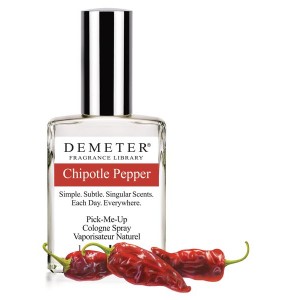 DEMETER®
FRAGRANCE LIBRARY
Chipotle Pepper
Simple. Subtle. Singular Scents.
Each Day. Everywhere.
Pick-Me-Up
Cologne Spray
Vaporisateur Naturel